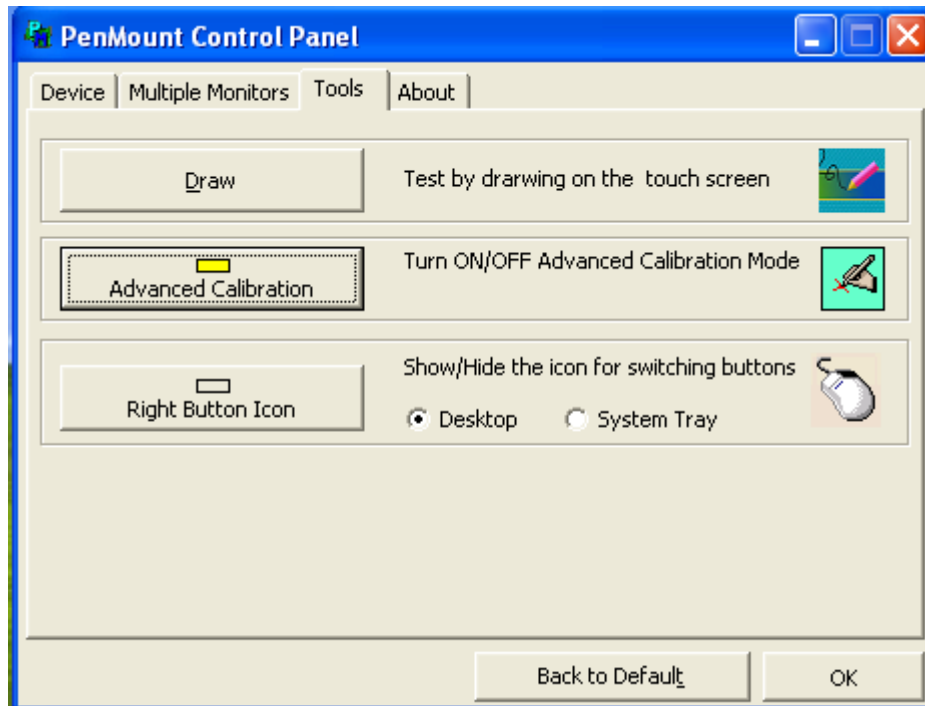 PenMount Control Panel
Device Multiple Monitors Tools About
Draw
Test by drarwing on the touch screen
Advanced Calibration
Turn ON/OFF Advanced Calibration Mode
Right Button Icon
Show/Hide the icon for switching buttons
Desktop System Tray
Back to Default OK